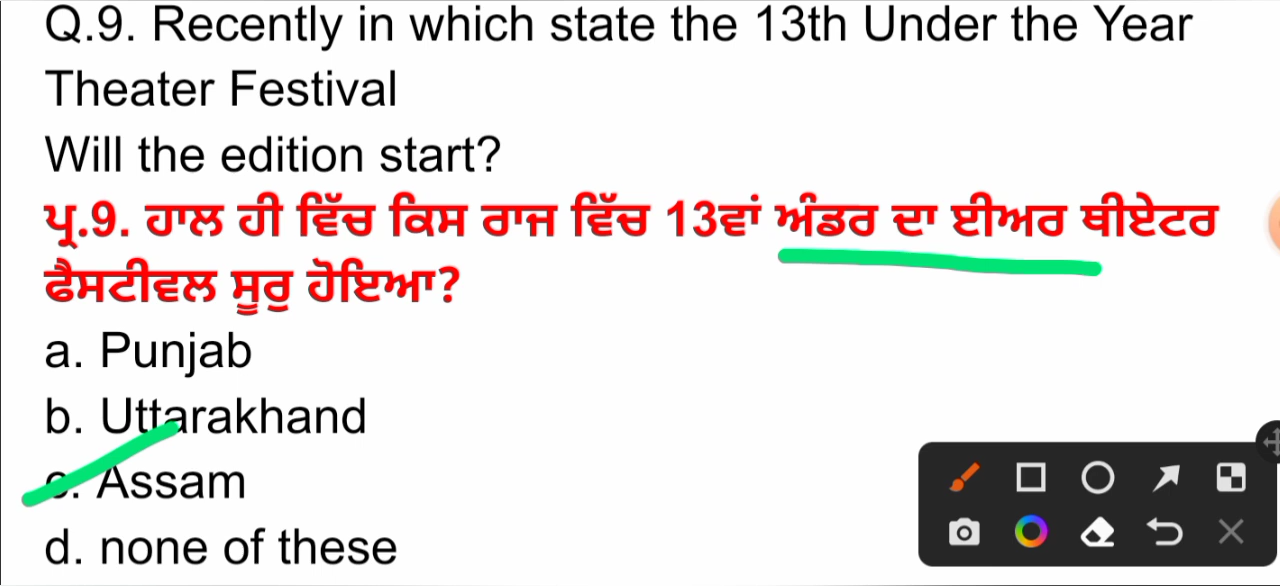 Q.9. Recently in which state the 13th Under the Year
Theater Festival
Will the edition start?
ਪ੍ਰ.9. ਹਾਲ ਹੀ ਵਿੱਚ ਕਿਸ ਰਾਜ ਵਿੱਚ 13ਵਾਂ ਅੰਡਰ ਦਾ ਈਅਰ ਥੀਏਟਰ
ਫੈਸਟੀਵਲ ਸੂਰੁ ਹੋਇਆ?
a. Punjab
b. Uttarakhand
c. Assam
d. none of these